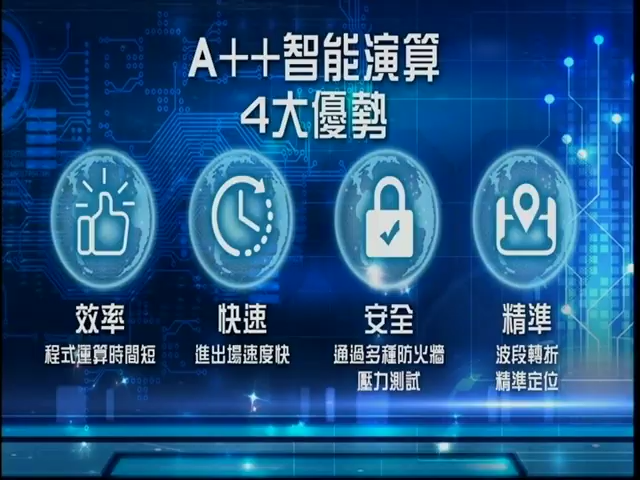 A++智能演算
4大優勢
效率
快速
安全
精準
程式運算時間短
進出場速度快
通過多種防火牆
壓力測試
波段轉折
精準定位